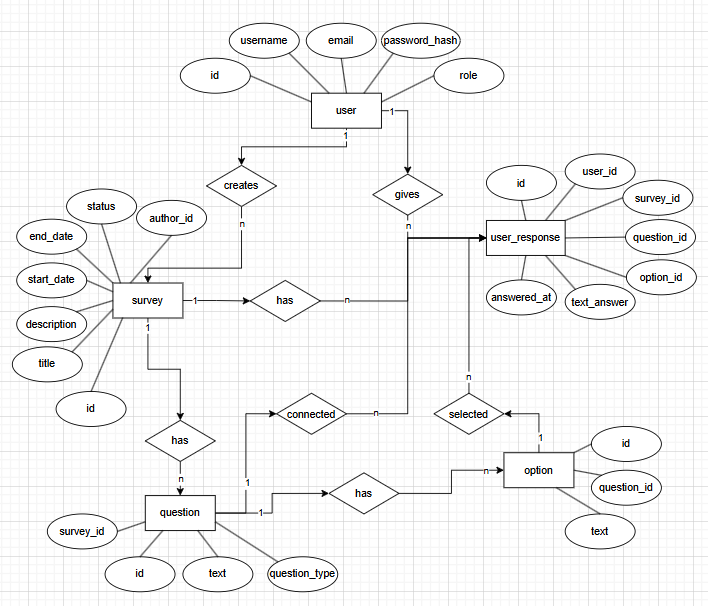 username
email
password_hash
id
role
user
1
1
creates
gives
n
n
id
user_id
survey_id
question_id
option_id
text_answer
answered_at
user_response
status
author_id
end_date
start_date
description
title
id
survey
1
has
n
1
has
n
connected
n
1
selected
n
1
option
id
question_id
text
question
1
has
n
survey_id
id
text
question_type